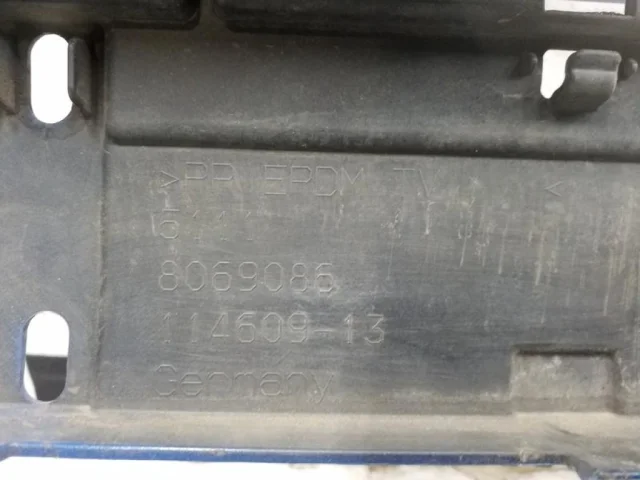 >PP EPDM TV <
8069086
114609-13
Germany